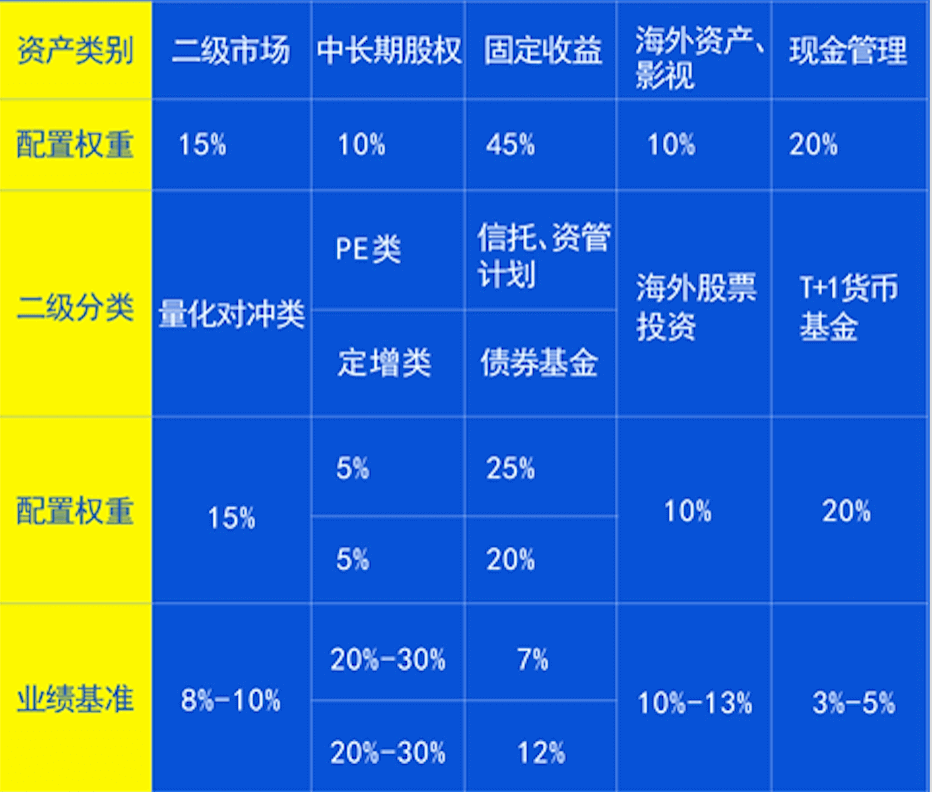 资产类别 二级市场 中长期股权 固定收益 海外资产、影视 现金管理
配置权重 15% 10% 45% 10% 20%
二级分类 量化对冲类 PE类 信托、资管计划 海外股票投资 T+1货币基金
定增类 债券基金
配置权重 15% 5% 25% 10% 20%
5% 20%
业绩基准 8%-10% 20%-30% 7% 10%-13% 3%-5%
20%-30% 12%